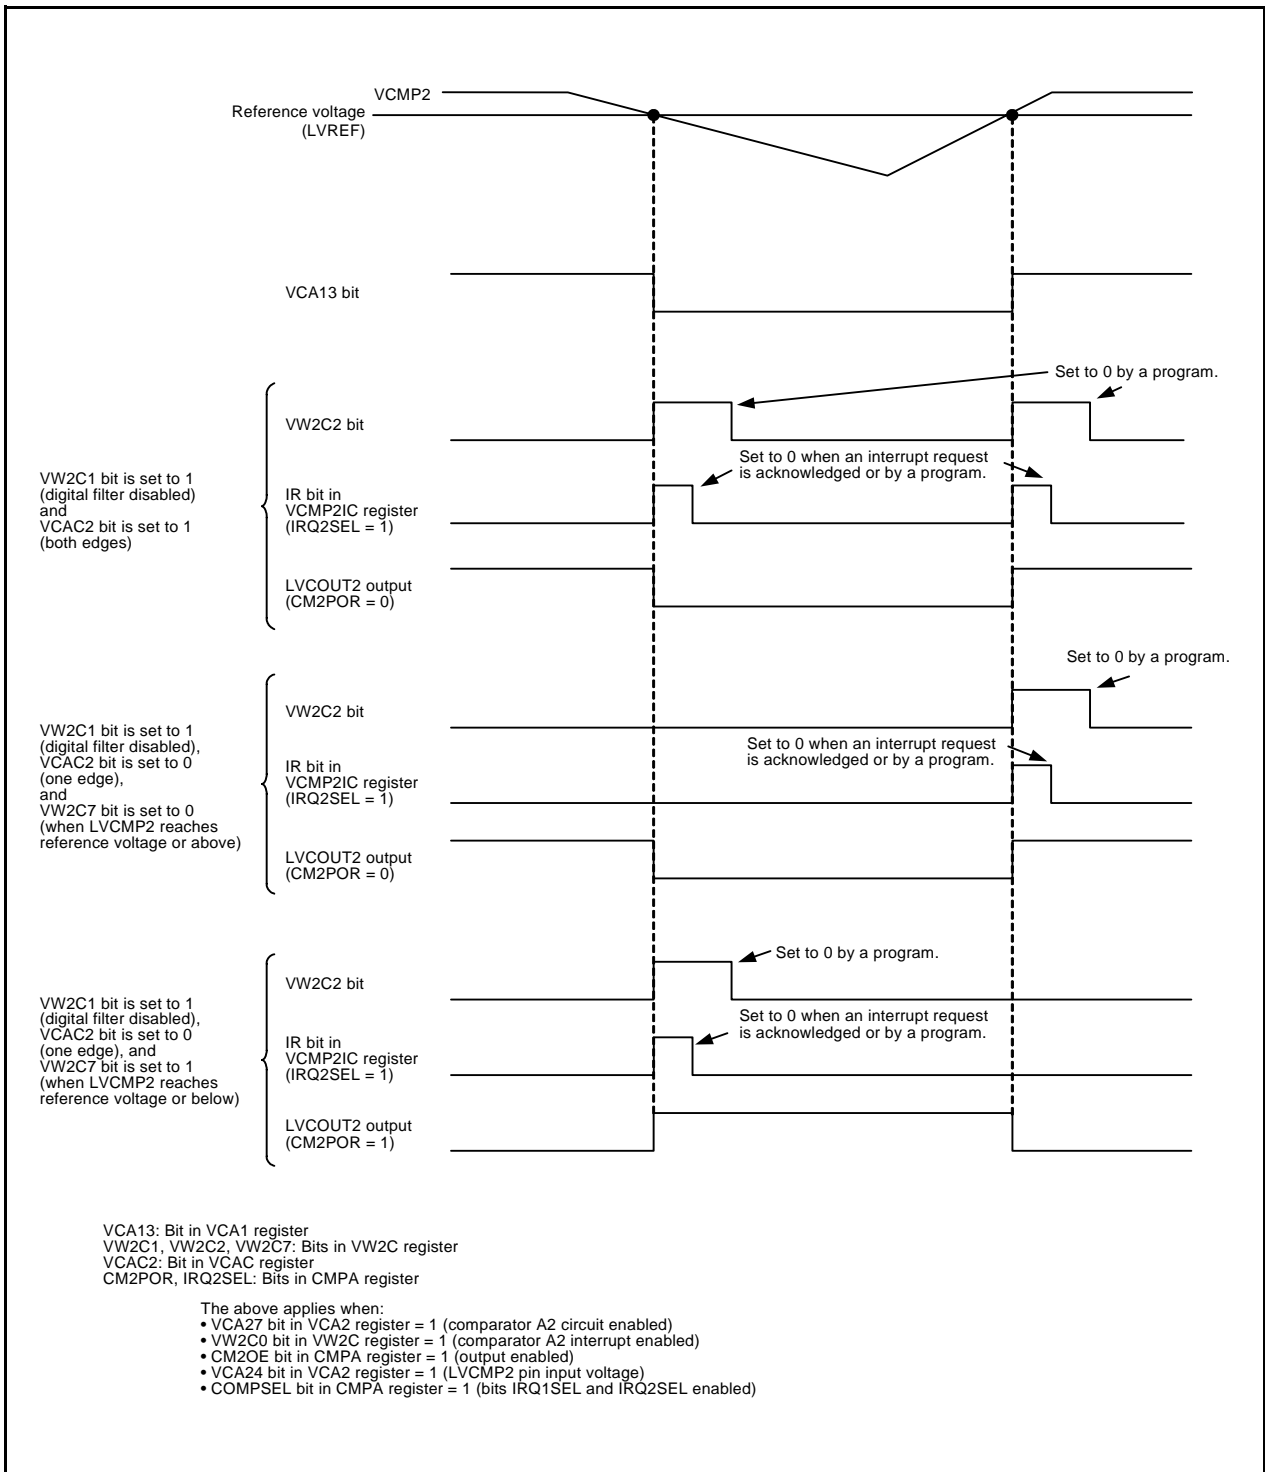 VCMP2
Reference voltage
(LVREF)
VCA13 bit
Set to 0 by a program.
VW2C2 bit
Set to 0 when an interrupt request
is acknowledged or by a program.
VW2C1 bit is set to 1
(digital filter disabled)
and
VCAC2 bit is set to 1
(both edges)
IR bit in
VCMP2IC register
(IRQ2SEL = 1)
LVCOUT2 output
(CM2POR = 0)
Set to 0 by a program.
VW2C2 bit
VW2C1 bit is set to 1
(digital filter disabled),
VCAC2 bit is set to 0
(one edge),
and
VW2C7 bit is set to 0
(when LVCMP2 reaches
reference voltage or above)
Set to 0 when an interrupt request
is acknowledged or by a program.
IR bit in
VCMP2IC register
(IRQ2SEL = 1)
LVCOUT2 output
(CM2POR = 0)
Set to 0 by a program.
VW2C2 bit
VW2C1 bit is set to 1
(digital filter disabled),
VCAC2 bit is set to 0
(one edge), and
VW2C7 bit is set to 1
(when LVCMP2 reaches
reference voltage or below)
Set to 0 when an interrupt request
is acknowledged or by a program.
IR bit in
VCMP2IC register
(IRQ2SEL = 1)
LVCOUT2 output
(CM2POR = 1)
VCA13: Bit in VCA1 register
VW2C1, VW2C2, VW2C7: Bits in VW2C register
VCAC2: Bit in VCAC register
CM2POR, IRQ2SEL: Bits in CMPA register
The above applies when:
• VCA27 bit in VCA2 register = 1 (comparator A2 circuit enabled)
• VW2C0 bit in VW2C register = 1 (comparator A2 interrupt enabled)
• CM2OE bit in CMPA register = 1 (output enabled)
• VCA24 bit in VCA2 register = 1 (LVCMP2 pin input voltage)
• COMPSEL bit in CMPA register = 1 (bits IRQ1SEL and IRQ2SEL enabled)